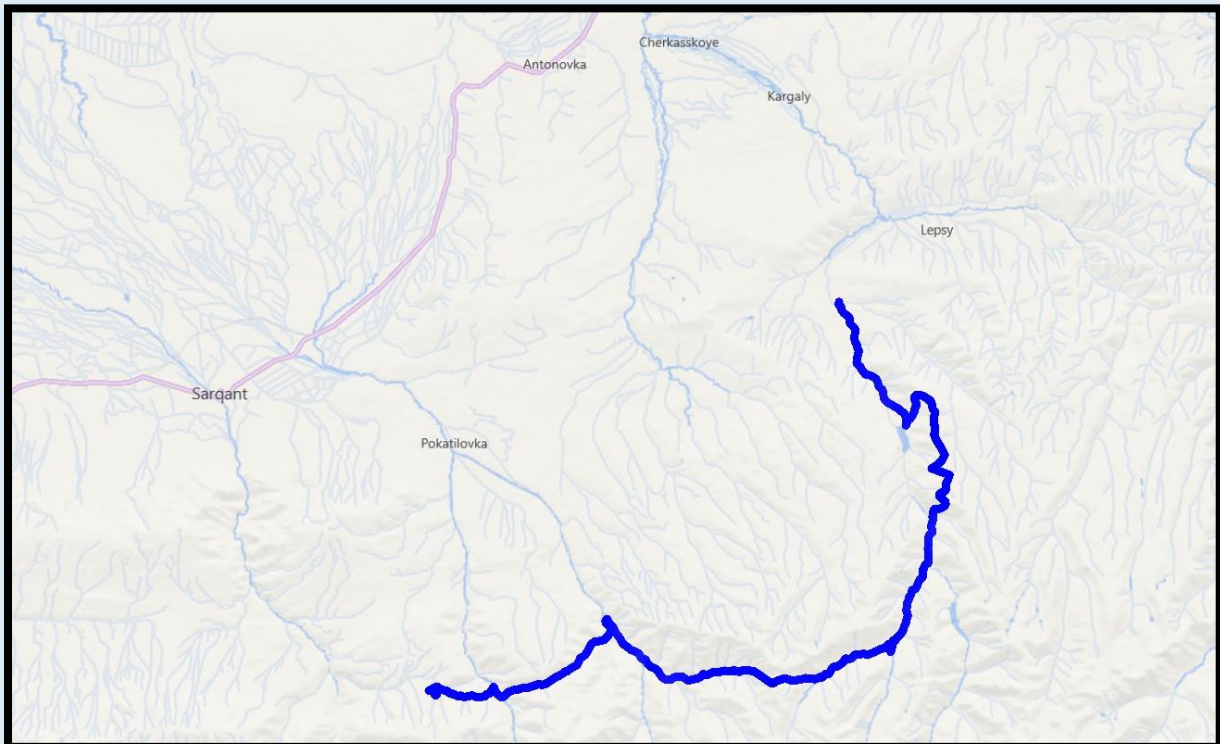 Cherkasskoye
Antonovka
Kargaly
Lepsy
Sarqant
Pokatilovka